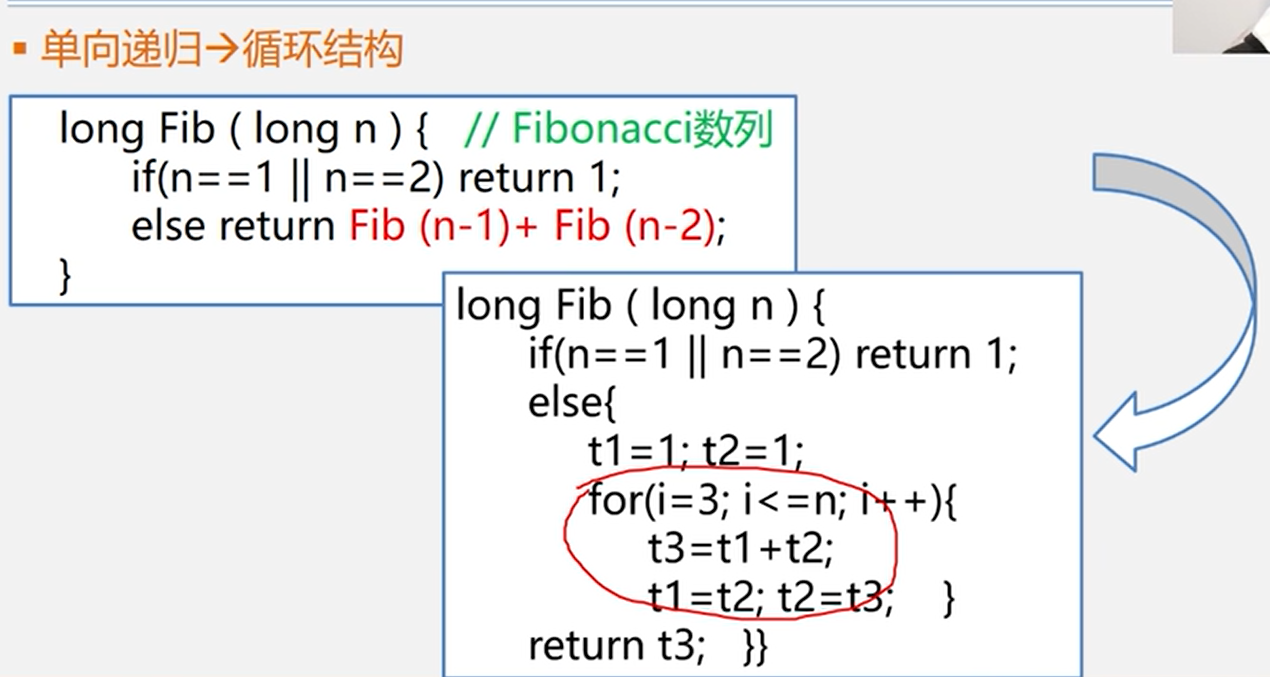 ▪ 单向递归→循环结构
long Fib ( long n ) { // Fibonacci数列
if(n==1 || n==2) return 1;
else return Fib (n-1)+ Fib (n-2);
}
long Fib ( long n ) {
if(n==1 || n==2) return 1;
else{
t1=1; t2=1;
for(i=3; i<=n; i++){
t3=t1+t2;
t1=t2; t2=t3; }
return t3; }}